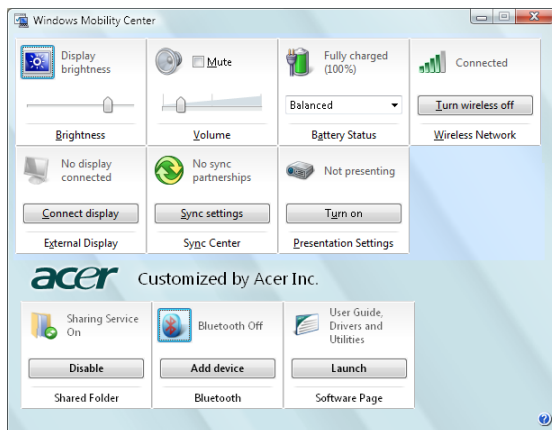 Windows Mobility Center
Display
brightness
Brightness
Mute
Volume
Fully charged
(100%)
Balanced
Battery Status
Connected
Turn wireless off
Wireless Network
No display
connected
Connect display
External Display
No sync
partnerships
Sync settings
Sync Center
Not presenting
Turn on
Presentation Settings
acer Customized by Acer Inc.
Sharing Service
On
Disable
Shared Folder
Bluetooth Off
Add device
Bluetooth
User Guide,
Drivers and
Utilities
Launch
Software Page